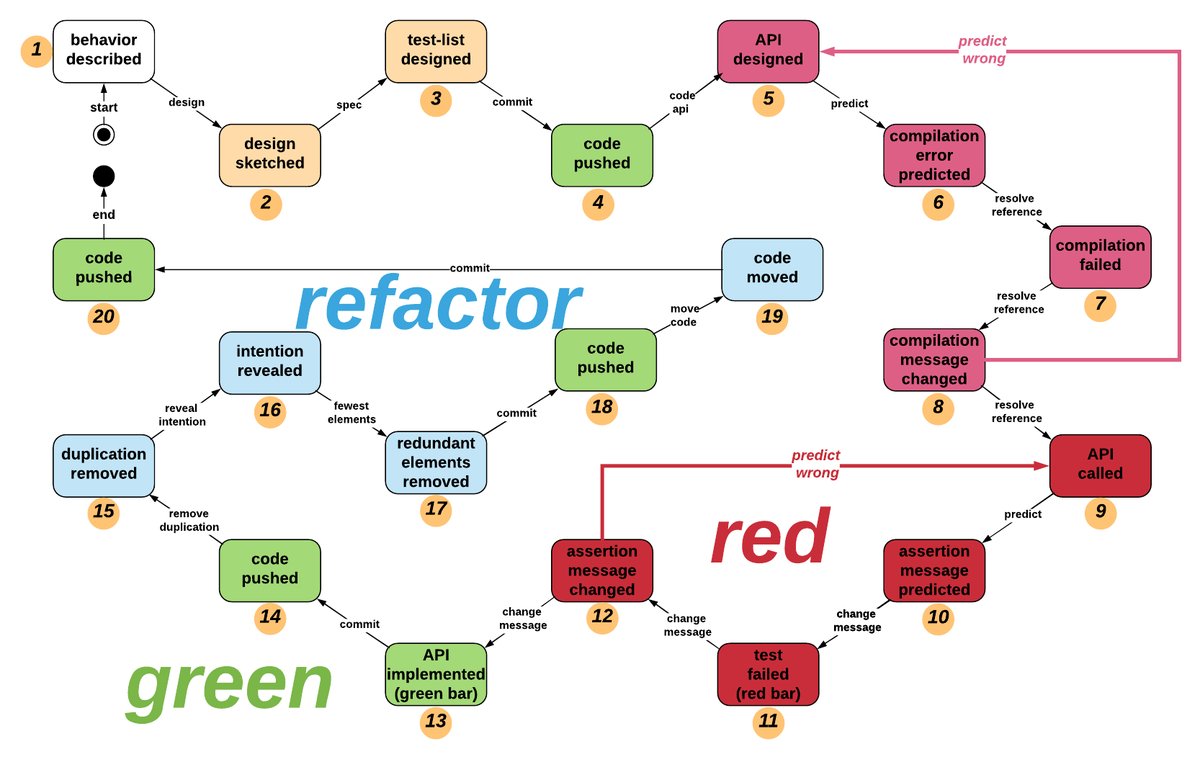 1
behavior
described
start
design
design
sketched
2
spec
test-list
designed
3
commit
code
pushed
4
code
api
API
designed
5
predict
compilation
error
predicted
6
resolve
reference
compilation
failed
7
resolve
reference
compilation
message
changed
8
predict
wrong
resolve
reference
API
called
9
predict
assertion
message
predicted
10
change
message
test
failed
(red bar)
11
change
message
assertion
message
changed
12
predict
wrong
red
change
message
API
implemented
(green bar)
13
green
commit
code
pushed
14
remove
duplication
duplication
removed
15
reveal
intention
intention
revealed
16
fewest
elements
redundant
elements
removed
17
commit
code
pushed
18
refactor
move
code
code
moved
19
commit
code
pushed
20
end